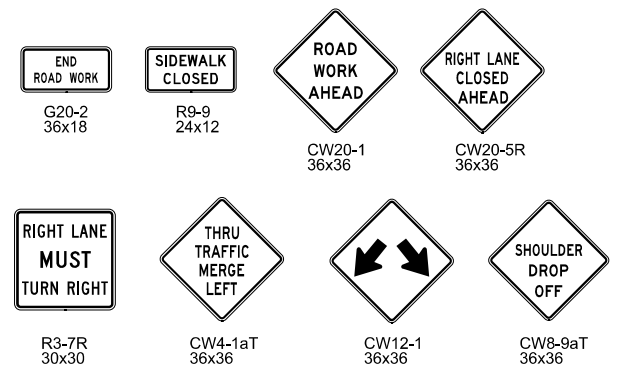 END
ROAD WORK
G20-2
36x18
SIDEWALK
CLOSED
R9-9
24x12
ROAD
WORK
AHEAD
CW20-1
36x36
RIGHT LANE
CLOSED
AHEAD
CW20-5R
36x36
RIGHT LANE
MUST
TURN RIGHT
R3-7R
30x30
THRU
TRAFFIC
MERGE
LEFT
CW4-1aT
36x36
CW12-1
36x36
SHOULDER
DROP
OFF
CW8-9aT
36x36